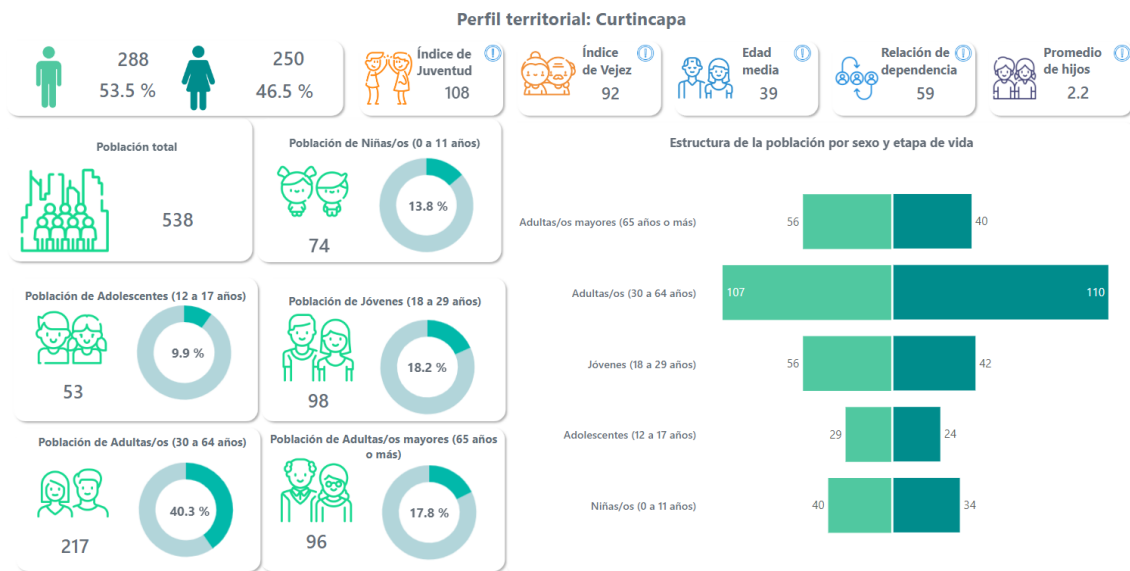 Perfil territorial: Curtincapa
288
53.5 %
250
46.5 %
Índice de
Juventud
108
Índice
de Vejez
92
Edad
media
39
Relación de
dependencia
59
Promedio
de hijos
2.2
Población total
538
Población de Niñas/os (0 a 11 años)
13.8 %
74
Población de Adolescentes (12 a 17 años)
9.9 %
53
Población de Jóvenes (18 a 29 años)
18.2 %
98
Población de Adultas/os (30 a 64 años)
40.3 %
217
Población de Adultas/os mayores (65 años
o más)
17.8 %
96
Estructura de la población por sexo y etapa de vida
Adultas/os mayores (65 años o más)
56
40
Adultas/os (30 a 64 años)
107
110
Jóvenes (18 a 29 años)
56
42
Adolescentes (12 a 17 años)
29
24
Niñas/os (0 a 11 años)
40
34